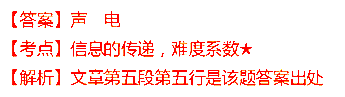 【答案】声　电
【考点】信息的传递，难度系数★
【解析】文章第五段第五行是该题答案出处